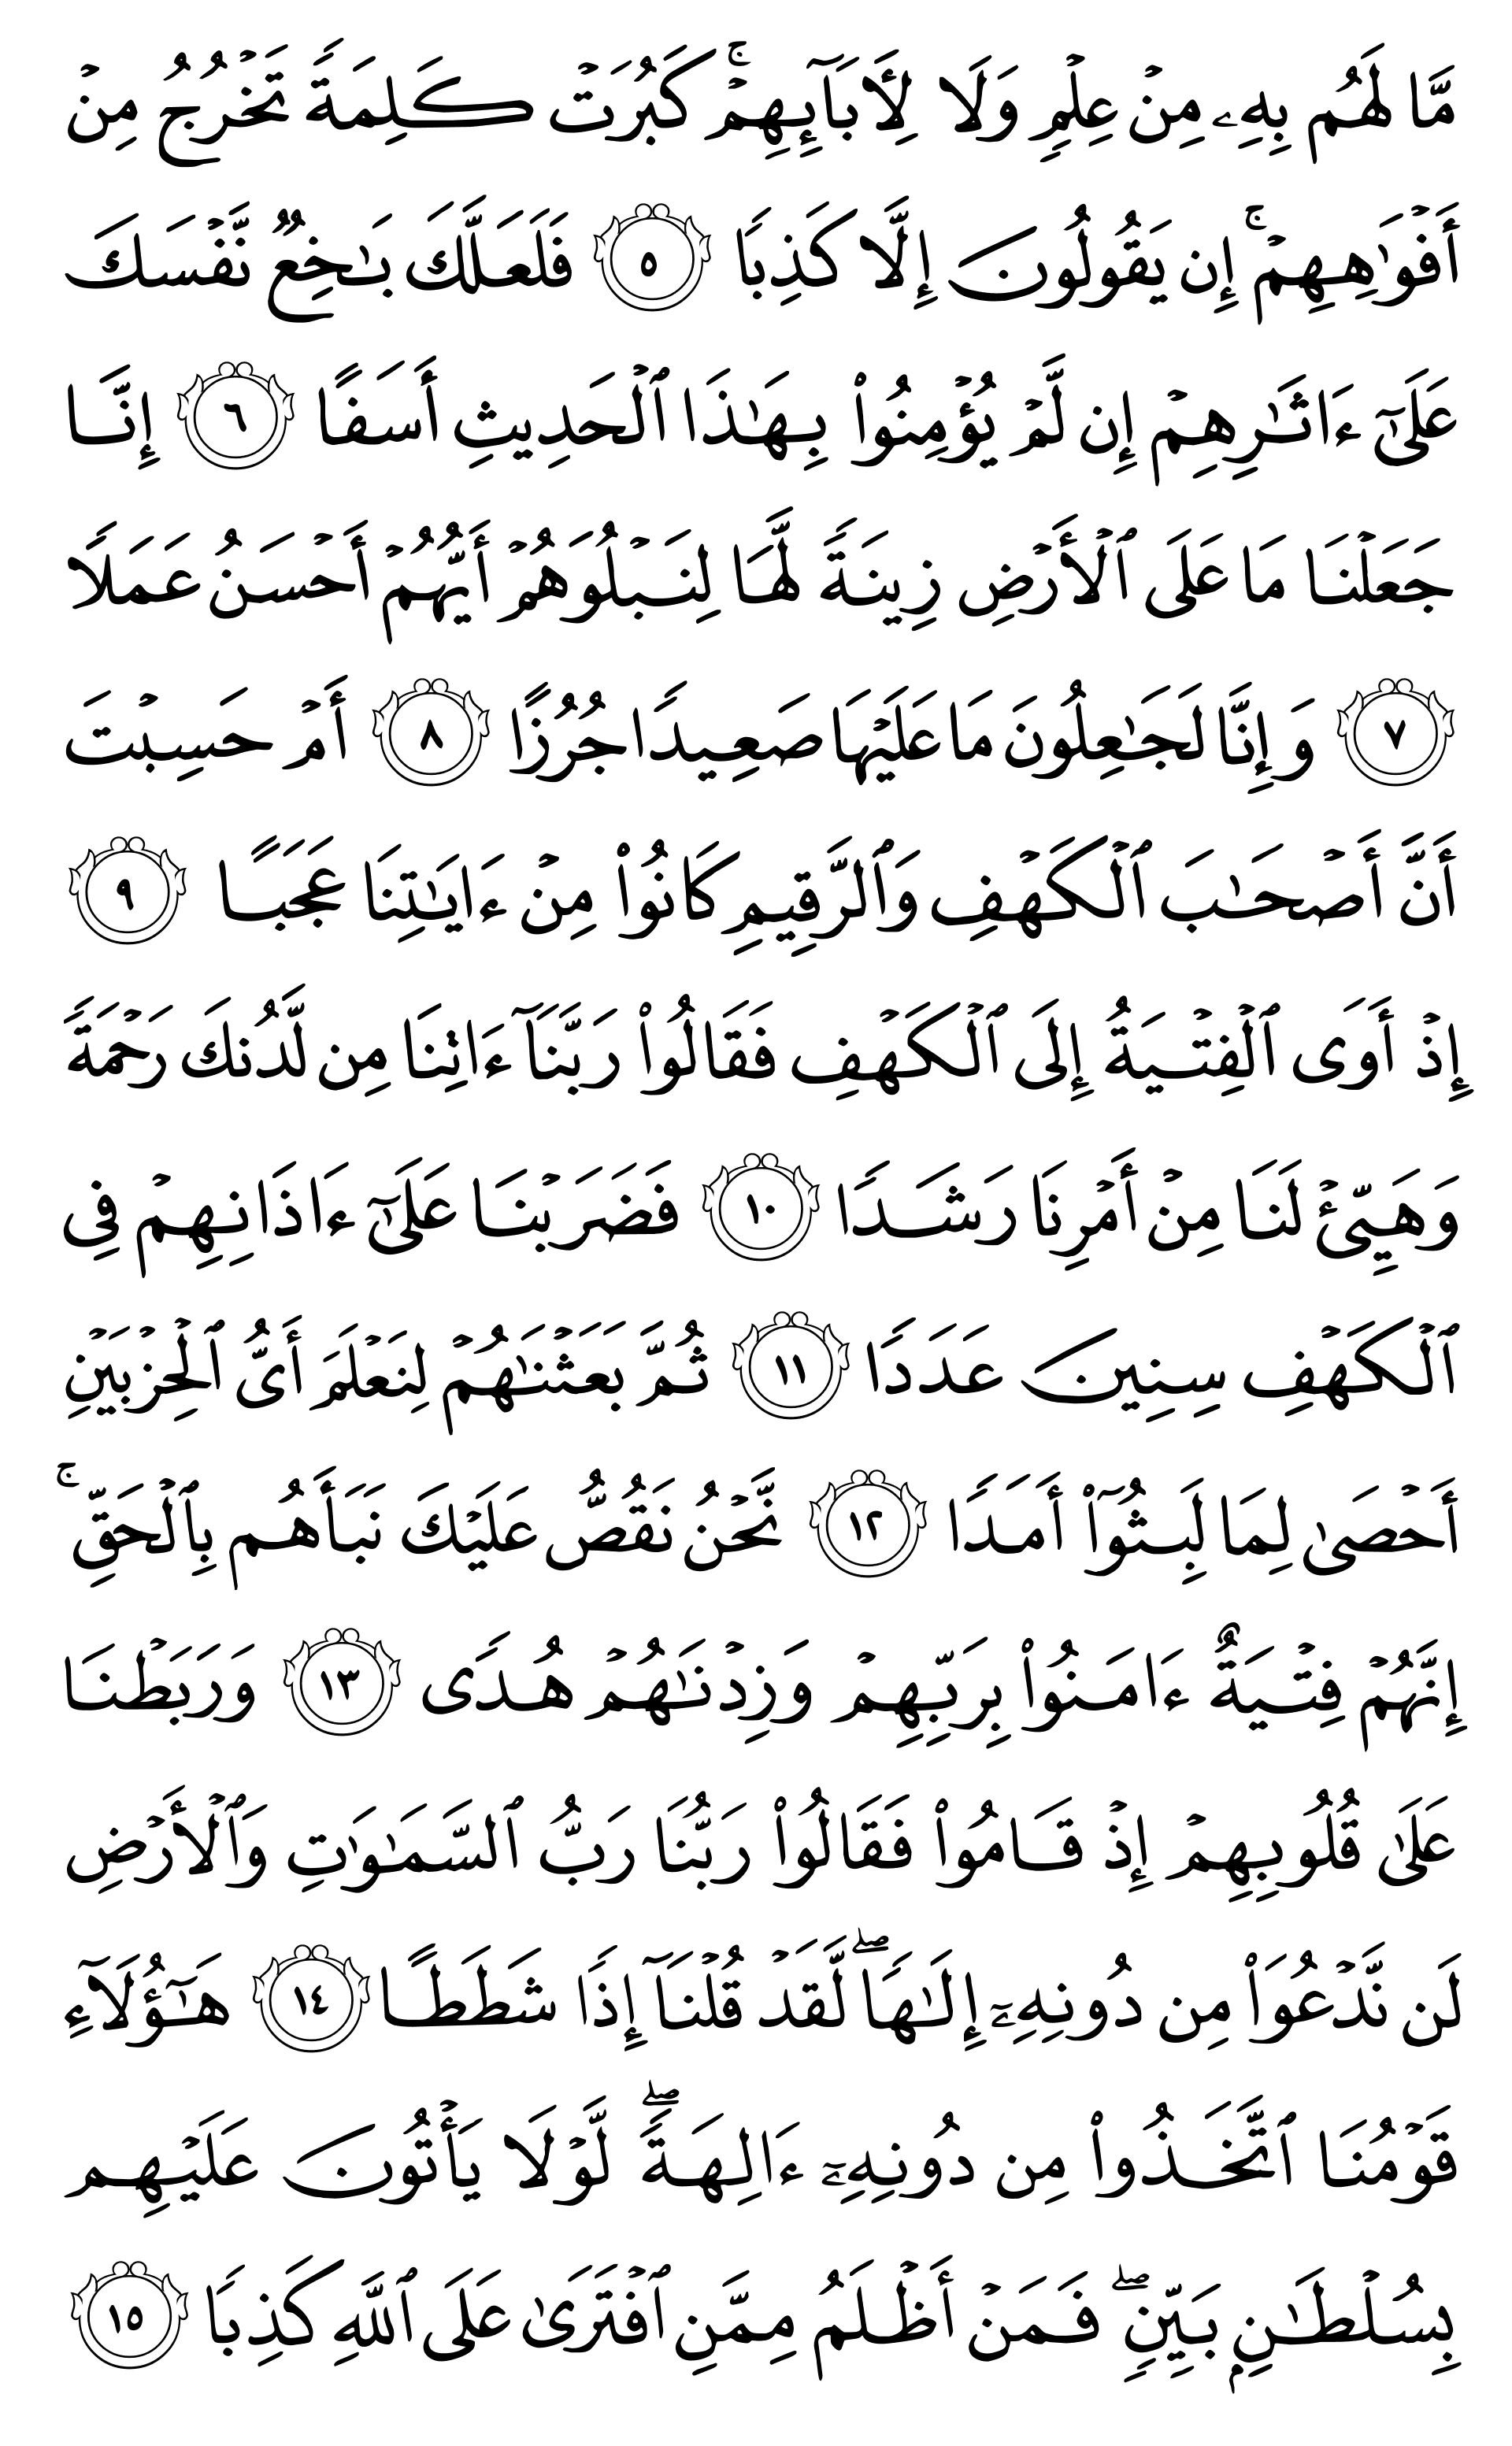 مَّا لَهُم بِهِۦ مِنْ عِلْمٍ وَلَا لِأَبَآئِهِمْ ۚ كَبُرَتْ كَلِمَةً تَخْرُجُ مِنْ
أَفْوَٰهِهِمْ ۚ إِن يَقُولُونَ إِلَّا كَذِبًا ٥ فَلَعَلَّكَ بَـٰخِعٌ نَّفْسَكَ
عَلَىٰٓ ءَاثَـٰرِهِمْ إِن لَّمْ يُؤْمِنُوا۟ بِهَـٰذَا ٱلْحَدِيثِ أَسَفًا ٦ إِنَّا
جَعَلْنَا مَا عَلَى ٱلْأَرْضِ زِينَةً لَّهَا لِنَبْلُوَهُمْ أَيُّهُمْ أَحْسَنُ عَمَلًا
٧ وَإِنَّا لَجَـٰعِلُونَ مَا عَلَيْهَا صَعِيدًا جُرُزًا ٨ أَمْ حَسِبْتَ
أَنَّ أَصْحَـٰبَ ٱلْكَهْفِ وَٱلرَّقِيمِ كَانُوا۟ مِنْ ءَايَـٰتِنَا عَجَبًا ٩
إِذْ أَوَى ٱلْفِتْيَةُ إِلَى ٱلْكَهْفِ فَقَالُوا۟ رَبَّنَآ ءَاتِنَا مِن لَّدُنكَ رَحْمَةً
وَهَيِّئْ لَنَا مِنْ أَمْرِنَا رَشَدًا ١٠ فَضَرَبْنَا عَلَىٰٓ ءَاذَانِهِمْ فِى
ٱلْكَهْفِ سِنِينَ عَدَدًا ١١ ثُمَّ بَعَثْنَـٰهُمْ لِنَعْلَمَ أَىُّ ٱلْحِزْبَيْنِ
أَحْصَىٰ لِمَا لَبِثُوٓا۟ أَمَدًا ١٢ نَّحْنُ نَقُصُّ عَلَيْكَ نَبَأَهُم بِٱلْحَقِّ ۚ
إِنَّهُمْ فِتْيَةٌ ءَامَنُوا۟ بِرَبِّهِمْ وَزِدْنَـٰهُمْ هُدًى ١٣ وَرَبَطْنَا
عَلَىٰ قُلُوبِهِمْ إِذْ قَامُوا۟ فَقَالُوا۟ رَبُّنَا رَبُّ ٱلسَّمَـٰوَٰتِ وَٱلْأَرْضِ
لَن نَّدْعُوَا۟ مِن دُونِهِۦٓ إِلَـٰهًا ۖ لَّقَدْ قُلْنَآ إِذًا شَطَطًا ١٤ هَـٰٓؤُلَآءِ
قَوْمُنَا ٱتَّخَذُوا۟ مِن دُونِهِۦٓ ءَالِهَةً ۖ لَّوْلَا يَأْتُونَ عَلَيْهِم
بِسُلْطَـٰنٍۭ بَيِّنٍ ۖ فَمَنْ أَظْلَمُ مِمَّنِ ٱفْتَرَىٰ عَلَى ٱللَّهِ كَذِبًا ١٥